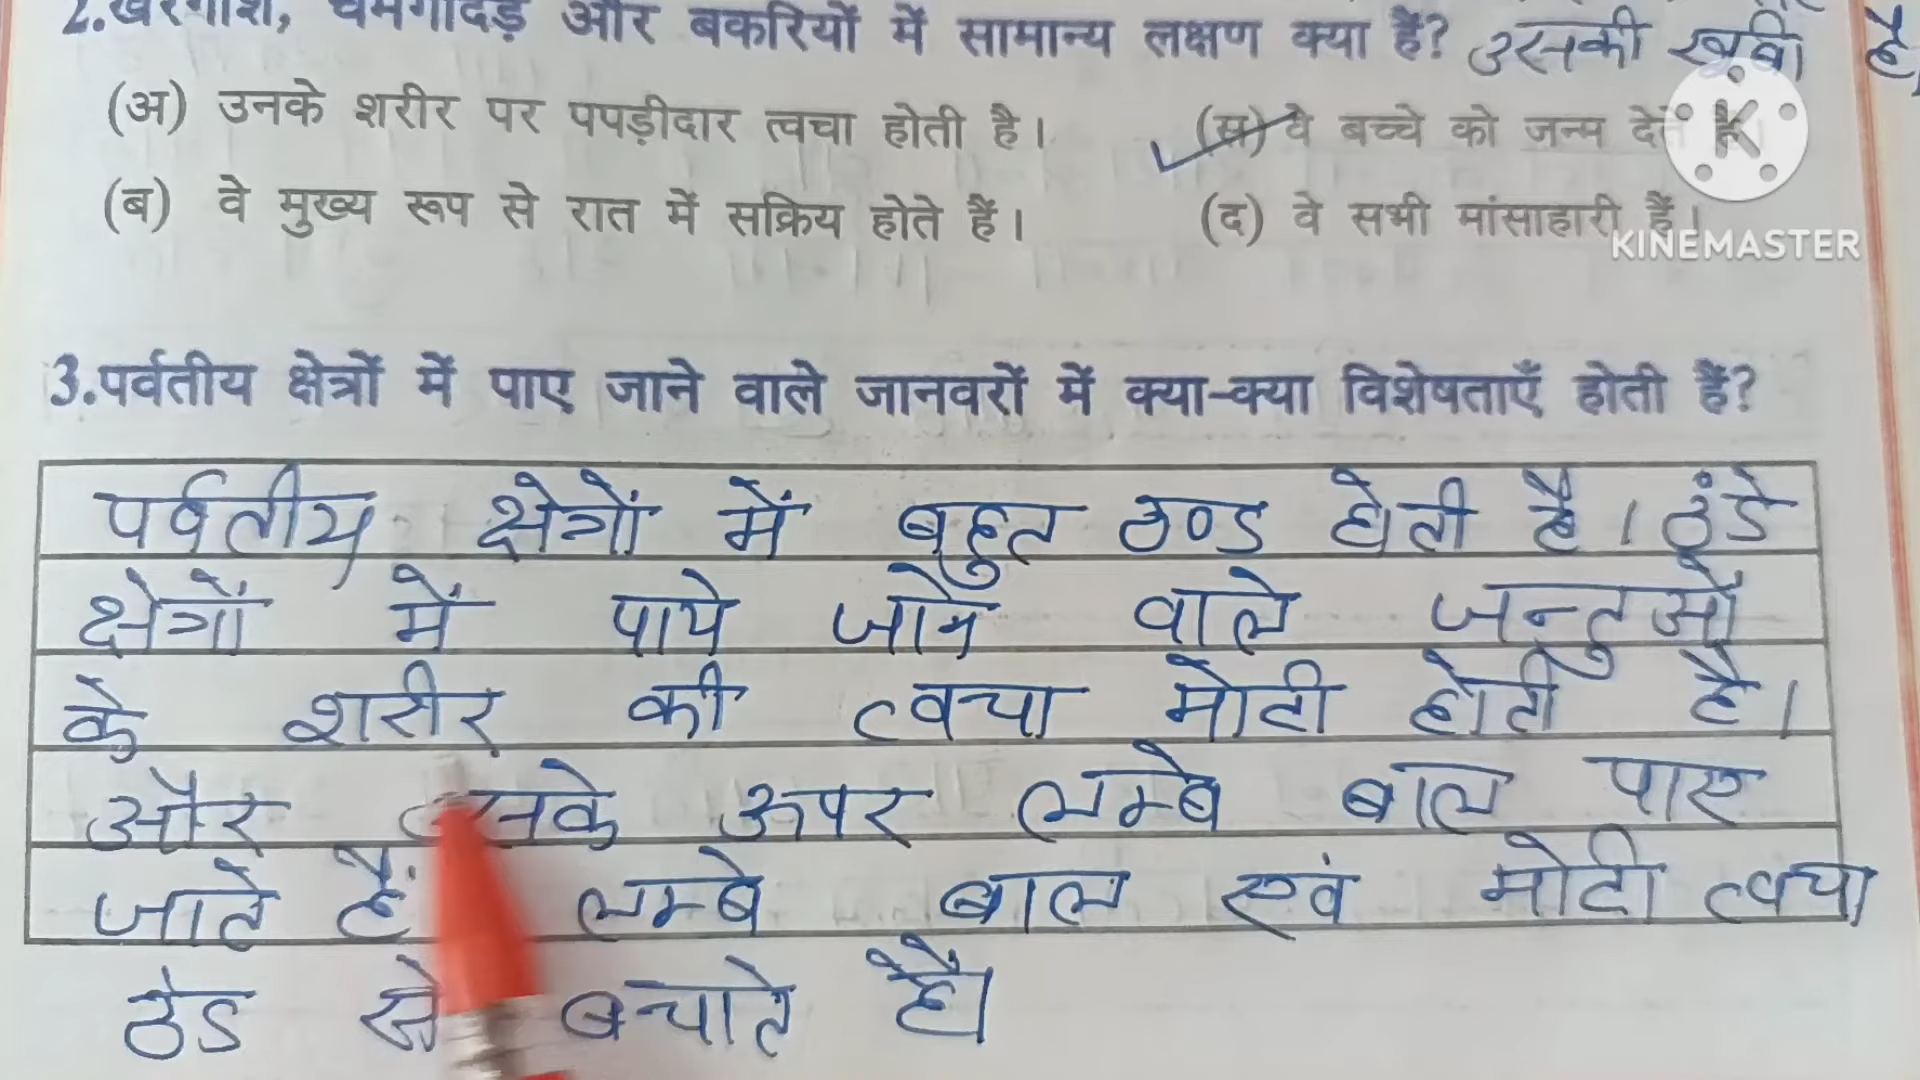 2.खरगोश, चमगादड़ और बकरियों में सामान्य लक्षण क्या हैं? उसकी खूबी है
(अ) उनके शरीर पर पपड़ीदार त्वचा होती है। (स) वे बच्चे को जन्म देते हैं।
(ब) वे मुख्य रूप से रात में सक्रिय होते हैं। (द) वे सभी मांसाहारी हैं।
KINEMASTER
3.पर्वतीय क्षेत्रों में पाए जाने वाले जानवरों में क्या-क्या विशेषताएँ होती हैं?
पर्वतीय क्षेत्रों में बहुत ठण्ड होती है। ठंडे
क्षेत्रों में पाये जाने वाले जन्तुओं
के शरीर की त्वचा मोटी होती है।
और उनके ऊपर लम्बे बाल पाए
जाते हैं लम्बे बाल एवं मोटी त्वचा
ठंड से बचाते है।